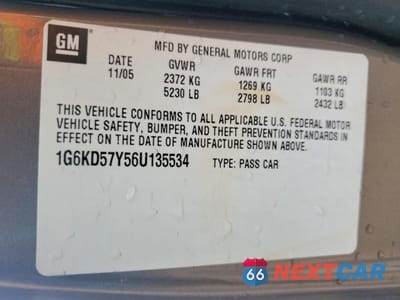 GM
MFD BY GENERAL MOTORS CORP
DATE GVWR GAWR FRT GAWR RR
11/05 2372 KG 1269 KG 1103 KG
5230 LB 2798 LB 2432 LB
THIS VEHICLE CONFORMS TO ALL APPLICABLE U.S. FEDERAL MOTOR
VEHICLE SAFETY, BUMPER, AND THEFT PREVENTION STANDARDS IN
EFFECT ON THE DATE OF MANUFACTURE SHOWN ABOVE.
1G6KD57Y56U135534 TYPE: PASS CAR
66 NEXTCAR